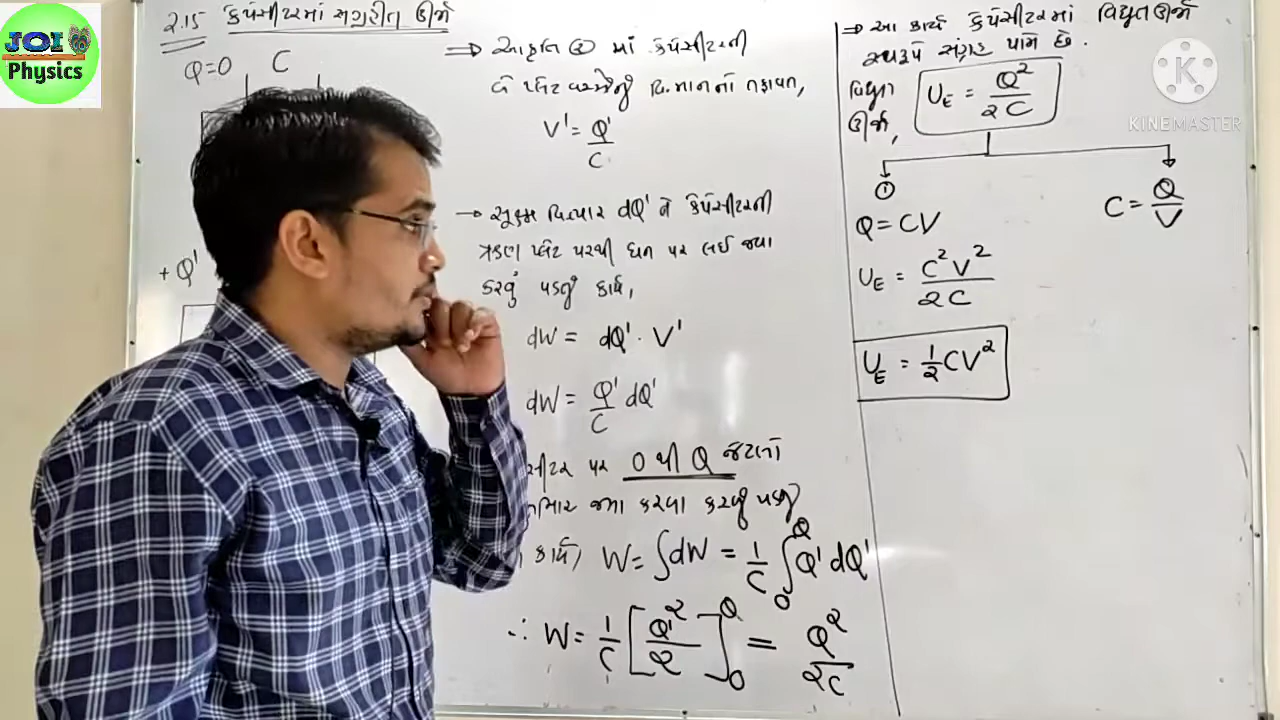 JOI
Physics
2.15 કેપેસીટરમાં સંગ્રહીત ઊર્જા
Q=0 C
+ Q'
⇒ આકૃતિ માં કેપેસીટરની
બે પ્લેટ વચ્ચેનું વિ.માનનો તફાવત,
V' = Q'/C
→ સૂક્ષ્મ વિદ્યુતભાર dQ' ને કેપેસીટરની
ઋણ પ્લેટ પરથી ધન પર લઈ જવા
કરવું પડતું કાર્ય,
dW = dQ' · V'
dW = Q'/C dQ'
સીટર પર 0 થી Q જેટલો
ભાર જમા કરવા કરવું પડતું
કાર્ય, W = ∫dW = 1/C ∫₀^Q Q' dQ'
∴ W = 1/C [Q'²/2]₀^Q = Q²/2C
→ આ કાર્ય કેપેસીટરમાં વિદ્યુતઊર્જા
સ્વરૂપે સંગ્રહ પામે છે.
વિદ્યુત
ઊર્જા,
U_E = Q²/2C
①
Q = CV
C = Q/V
U_E = C²V²/2C
U_E = 1/2 CV²
K
KINEMASTER